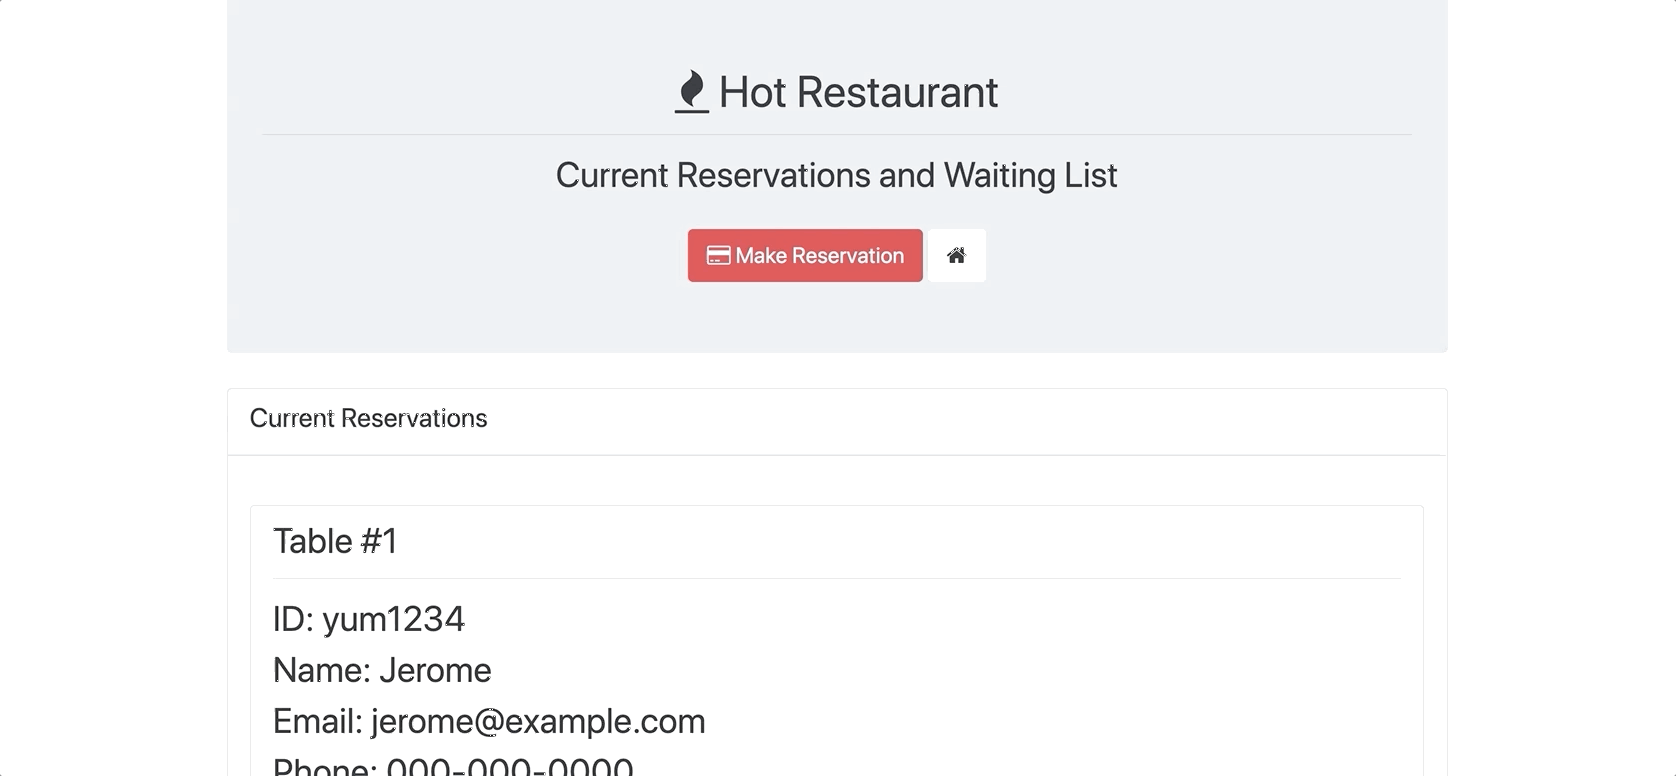 Hot Restaurant
Current Reservations and Waiting List
Make Reservation
Current Reservations
Table #1
ID: yum1234
Name: Jerome
Email: jerome@example.com
Phone: 000-000-0000